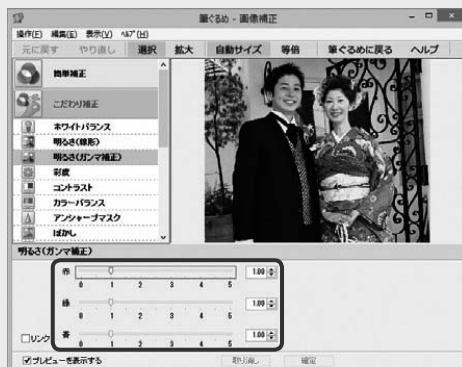 筆ぐるめ - 画像補正
操作(F) 編集(E) 表示(V) ヘルプ(H)
元に戻す やり直し 選択 拡大 自動サイズ 等倍 筆ぐるめに戻る ヘルプ
簡単補正
こだわり補正
ホワイトバランス
明るさ(線形)
明るさ(ガンマ補正)
彩度
コントラスト
カラーバランス
アンシャープマスク
ぼかし
明るさ(ガンマ補正)
赤 1.00
0 1 2 3 4 5
緑 1.00
0 1 2 3 4 5
リンク 青 1.00
0 1 2 3 4 5
プレビューを表示する 取り消し 確定